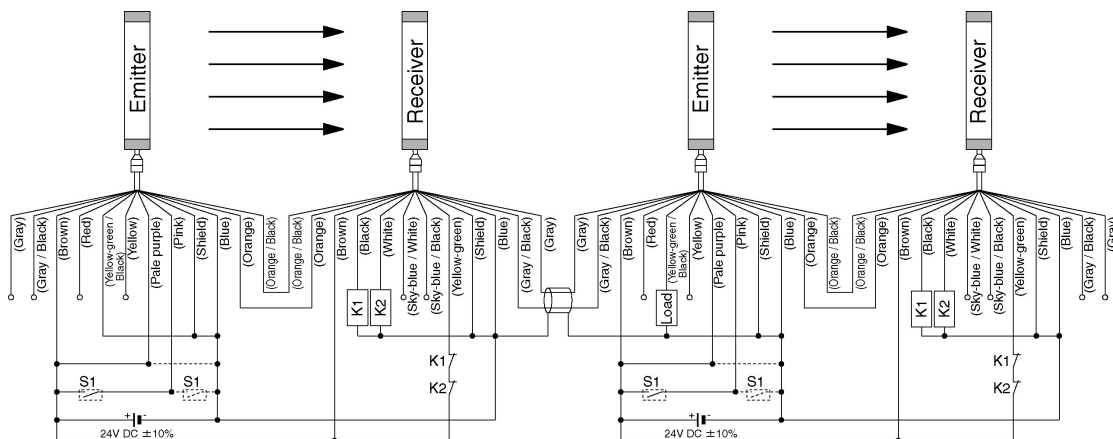 Emitter
Receiver
Emitter
Receiver
(Gray)
(Gray / Black)
(Brown)
(Red)
(Yellow-green /
Black)
(Yellow)
(Pale purple)
(Pink)
(Shield)
(Blue)
(Orange)
(Orange / Black)
(Orange / Black)
(Orange)
(Brown)
(Black)
(White)
(Sky-blue / White)
(Sky-blue / Black)
(Yellow-green)
(Shield)
(Blue)
(Gray / Black)
(Gray)
(Gray)
(Gray / Black)
(Brown)
(Red)
(Yellow-green /
Black)
(Yellow)
(Pale purple)
(Pink)
(Shield)
(Blue)
(Orange)
(Orange / Black)
(Orange / Black)
(Orange)
(Brown)
(Black)
(White)
(Sky-blue / White)
(Sky-blue / Black)
(Yellow-green)
(Shield)
(Blue)
(Gray / Black)
(Gray)
K1
K2
Load
K1
K2
K1
K1
S1
S1
K2
S1
S1
K2
+ -
24V DC ±10%
+ -
24V DC ±10%